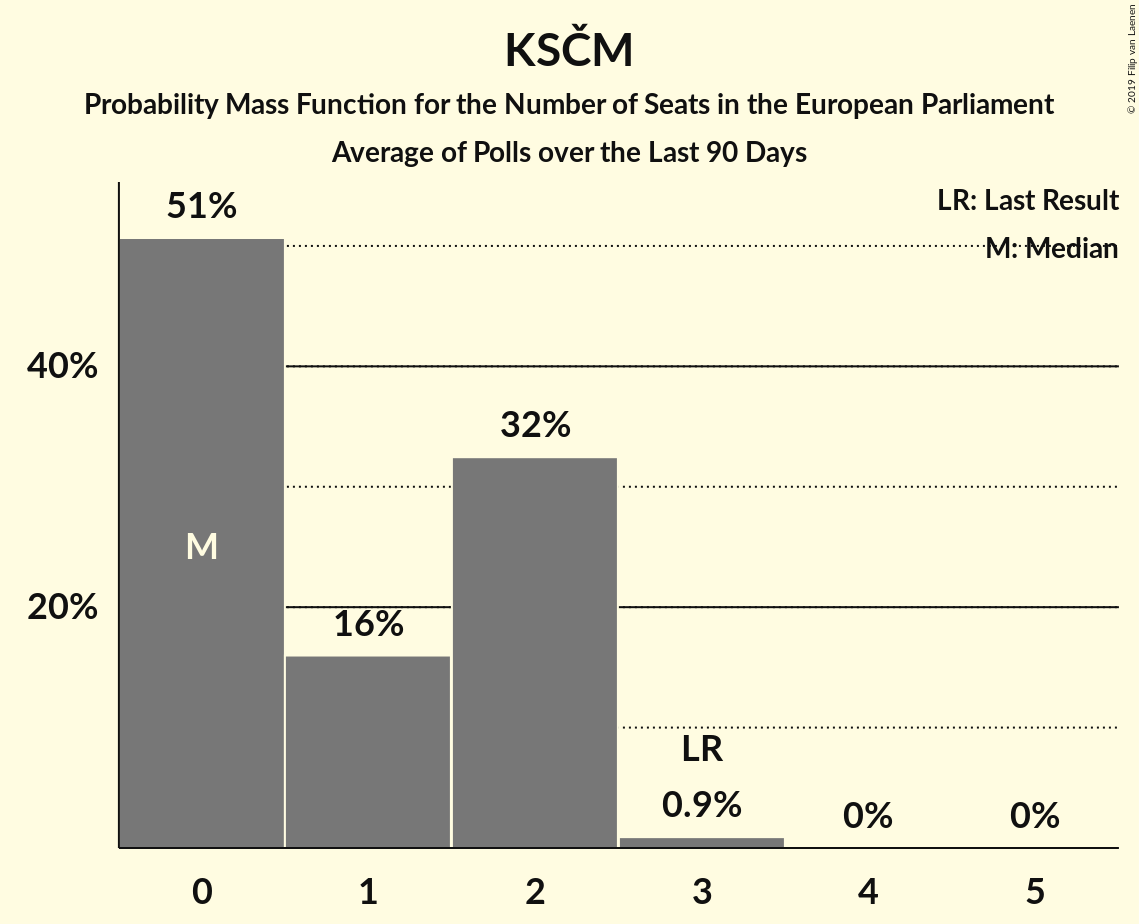 KSČM
Probability Mass Function for the Number of Seats in the European Parliament
Average of Polls over the Last 90 Days
© 2019 Filip van Laenen
LR: Last Result
M: Median
51%
40%
32%
M
20%
16%
LR
0.9%
0%
0%
0
1
2
3
4
5